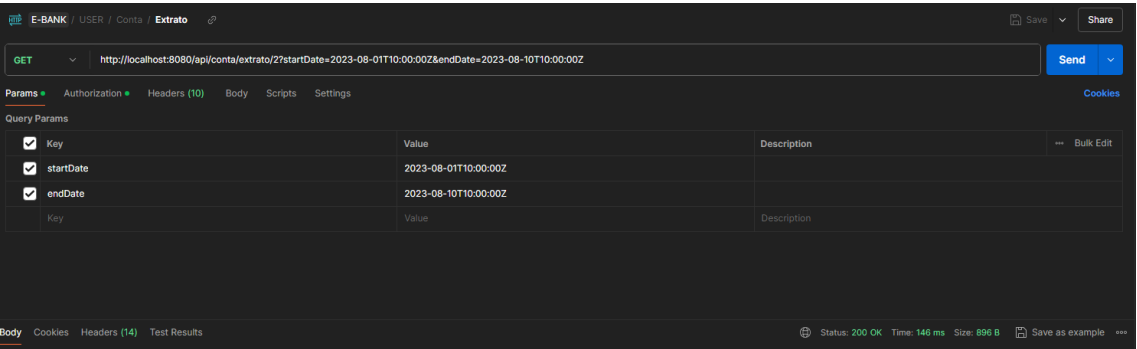 HTTP E-BANK / USER / Conta / Extrato Save Share
GET http://localhost:8080/api/conta/extrato/2?startDate=2023-08-01T10:00:00Z&endDate=2023-08-10T10:00:00Z Send
Params Authorization Headers (10) Body Scripts Settings Cookies
Query Params
Key Value Description Bulk Edit
startDate 2023-08-01T10:00:00Z
endDate 2023-08-10T10:00:00Z
Key Value Description
Body Cookies Headers (14) Test Results Status: 200 OK Time: 146 ms Size: 896 B Save as example